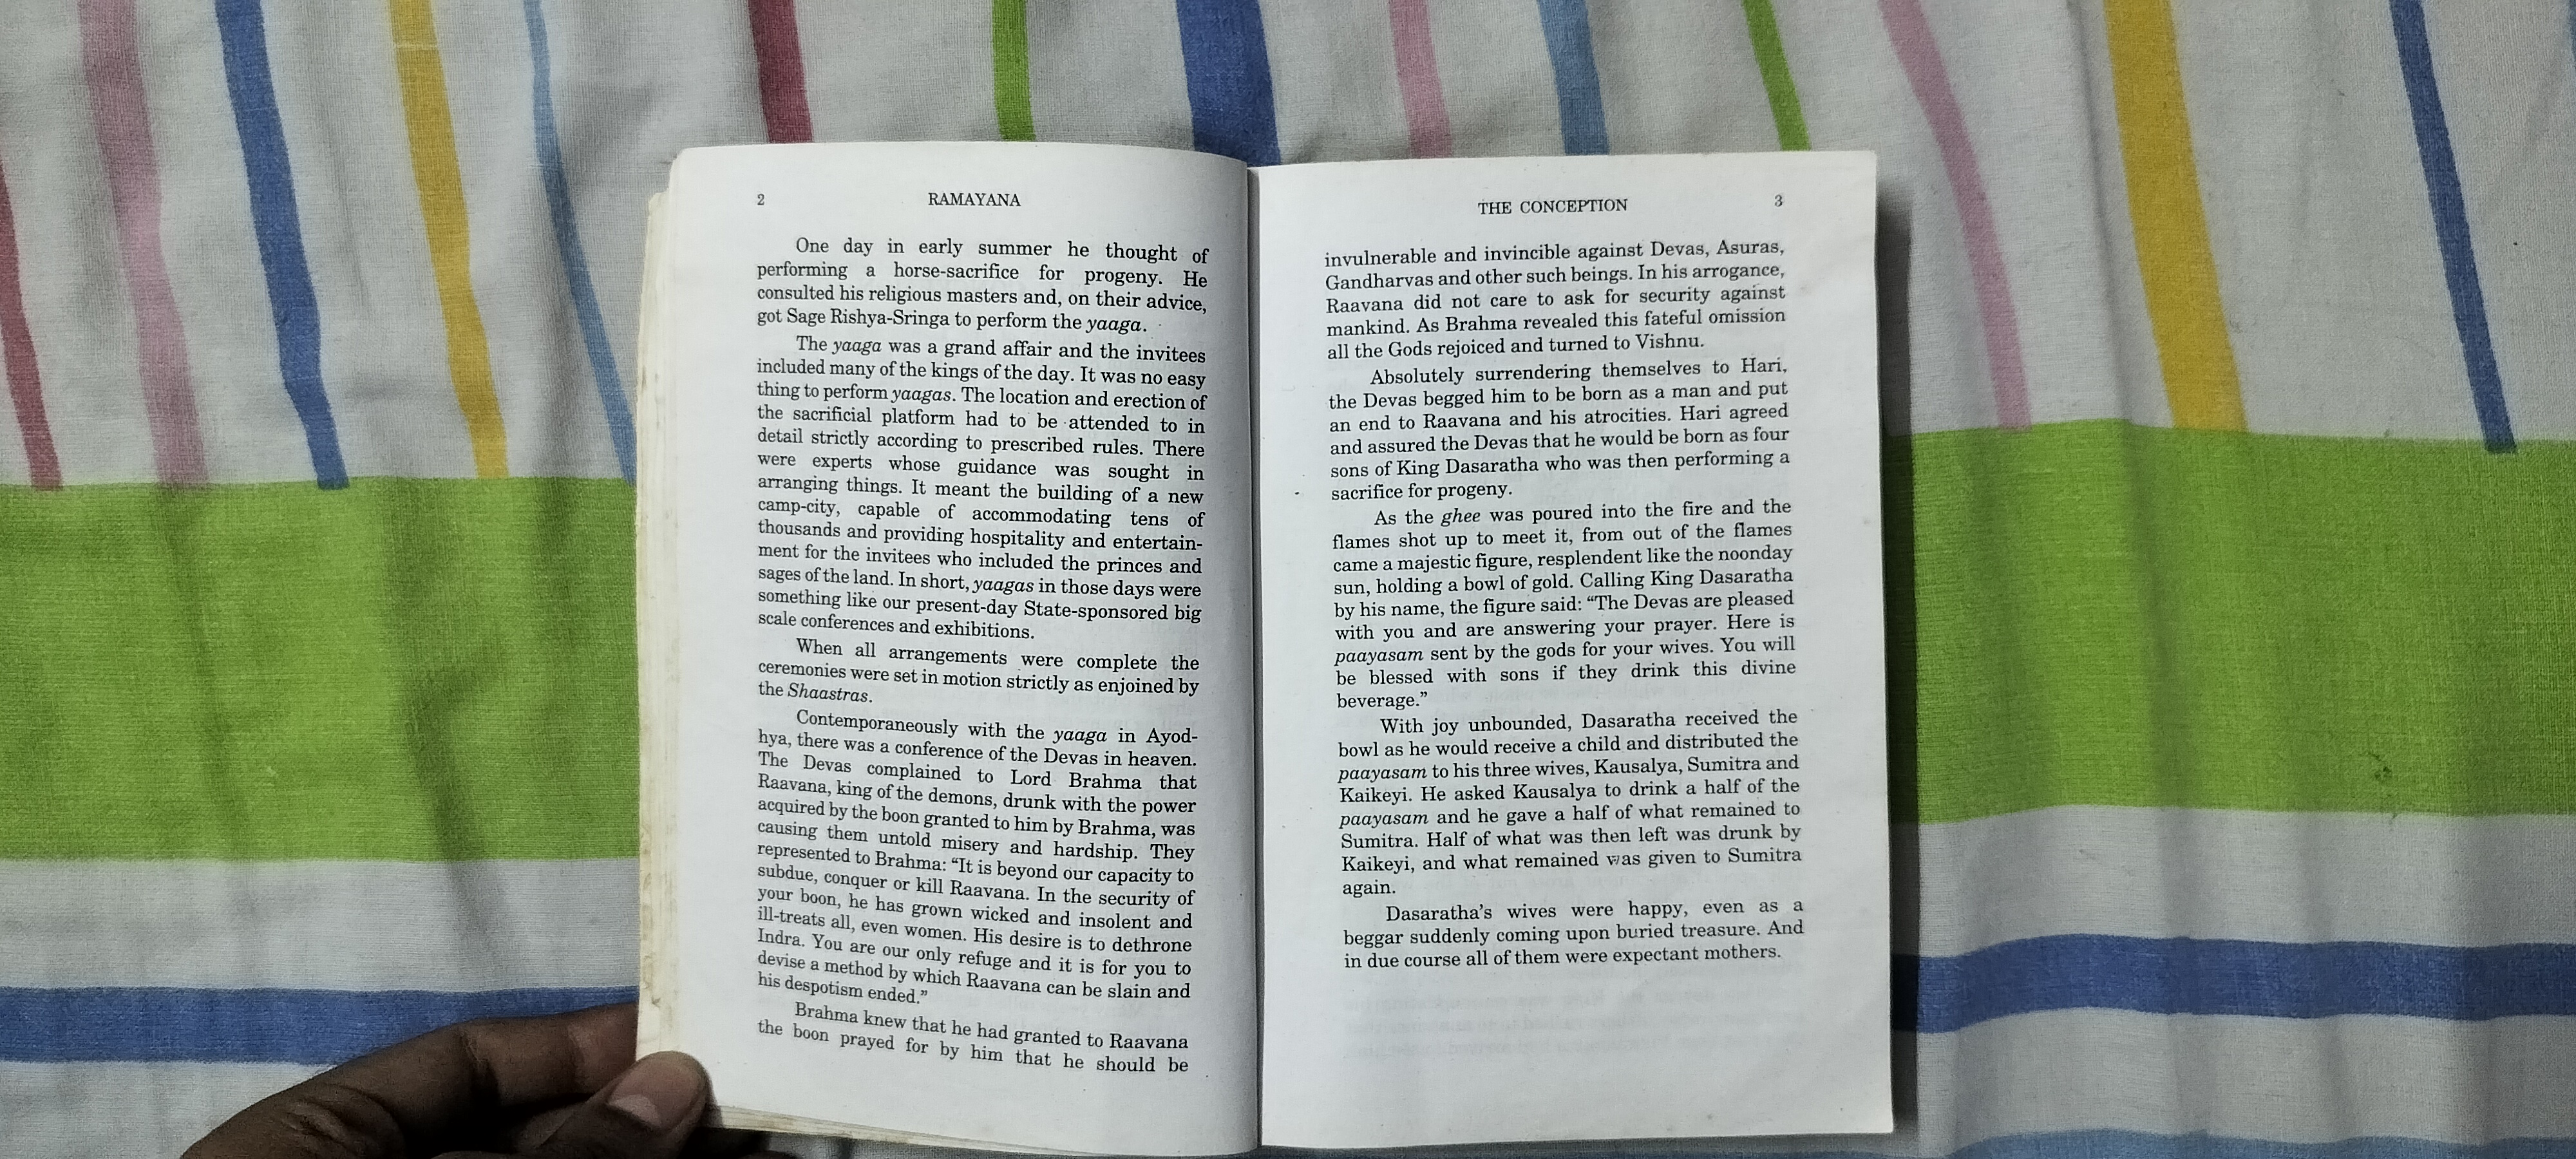 2
RAMAYANA
One day in early summer he thought of
performing a horse-sacrifice for progeny. He
consulted his religious masters and, on their advice,
got Sage Rishya-Sringa to perform the yaaga.
The yaaga was a grand affair and the invitees
included many of the kings of the day. It was no easy
thing to perform yaagas. The location and erection of
the sacrificial platform had to be attended to in
detail strictly according to prescribed rules. There
were experts whose guidance was sought in
arranging things. It meant the building of a new
camp-city, capable of accommodating tens of
thousands and providing hospitality and entertain-
ment for the invitees who included the princes and
sages of the land. In short, yaagas in those days were
something like our present-day State-sponsored big
scale conferences and exhibitions.
When all arrangements were complete the
ceremonies were set in motion strictly as enjoined by
the Shaastras.
Contemporaneously with the yaaga in Ayod-
hya, there was a conference of the Devas in heaven.
The Devas complained to Lord Brahma that
Raavana, king of the demons, drunk with the power
acquired by the boon granted to him by Brahma, was
causing them untold misery and hardship. They
represented to Brahma: “It is beyond our capacity to
subdue, conquer or kill Raavana. In the security of
your boon, he has grown wicked and insolent and
ill-treats all, even women. His desire is to dethrone
Indra. You are our only refuge and it is for you to
devise a method by which Raavana can be slain and
his despotism ended.”
Brahma knew that he had granted to Raavana
the boon prayed for by him that he should be
THE CONCEPTION
3
invulnerable and invincible against Devas, Asuras,
Gandharvas and other such beings. In his arrogance,
Raavana did not care to ask for security against
mankind. As Brahma revealed this fateful omission
all the Gods rejoiced and turned to Vishnu.
Absolutely surrendering themselves to Hari,
the Devas begged him to be born as a man and put
an end to Raavana and his atrocities. Hari agreed
and assured the Devas that he would be born as four
sons of King Dasaratha who was then performing a
sacrifice for progeny.
As the ghee was poured into the fire and the
flames shot up to meet it, from out of the flames
came a majestic figure, resplendent like the noonday
sun, holding a bowl of gold. Calling King Dasaratha
by his name, the figure said: “The Devas are pleased
with you and are answering your prayer. Here is
paayasam sent by the gods for your wives. You will
be blessed with sons if they drink this divine
beverage.”
With joy unbounded, Dasaratha received the
bowl as he would receive a child and distributed the
paayasam to his three wives, Kausalya, Sumitra and
Kaikeyi. He asked Kausalya to drink a half of the
paayasam and he gave a half of what remained to
Sumitra. Half of what was then left was drunk by
Kaikeyi, and what remained was given to Sumitra
again.
Dasaratha’s wives were happy, even as a
beggar suddenly coming upon buried treasure. And
in due course all of them were expectant mothers.